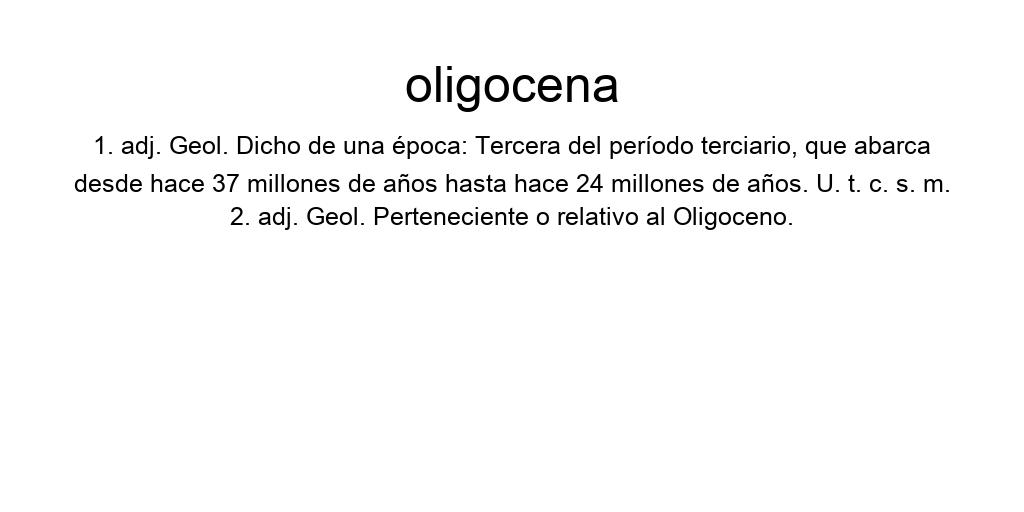 oligocena
1. adj. Geol. Dicho de una época: Tercera del período terciario, que abarca
desde hace 37 millones de años hasta hace 24 millones de años. U. t. c. s. m.
2. adj. Geol. Perteneciente o relativo al Oligoceno.